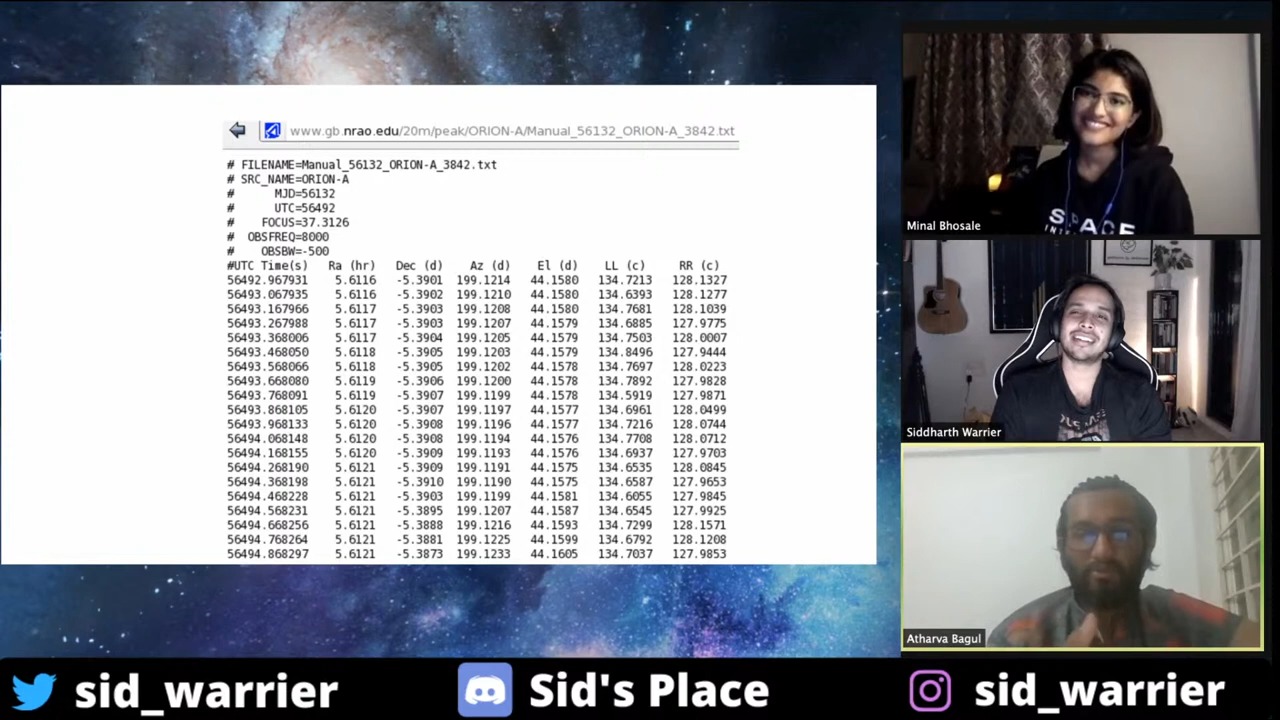 www.gb.nrao.edu/20m/peak/ORION-A/Manual_56132_ORION-A_3842.txt
# FILENAME=Manual_56132_ORION-A_3842.txt
# SRC_NAME=ORION-A
# MJD=56132
# UTC=56492
# FOCUS=37.3126
# OBSFREQ=8000
# OBSBW=-500
#UTC Time(s) Ra (hr) Dec (d) Az (d) El (d) LL (c) RR (c)
56492.967931 5.6116 -5.3901 199.1214 44.1580 134.7213 128.1327
56493.067935 5.6116 -5.3902 199.1210 44.1580 134.6393 128.1277
56493.167966 5.6117 -5.3903 199.1208 44.1580 134.7681 128.1039
56493.267988 5.6117 -5.3903 199.1207 44.1579 134.6885 127.9775
56493.368006 5.6117 -5.3904 199.1205 44.1579 134.7503 128.0007
56493.468050 5.6118 -5.3905 199.1203 44.1579 134.8496 127.9444
56493.568066 5.6118 -5.3905 199.1202 44.1578 134.7697 128.0223
56493.668080 5.6119 -5.3906 199.1200 44.1578 134.7892 127.9828
56493.768091 5.6119 -5.3907 199.1199 44.1578 134.5919 127.9871
56493.868105 5.6120 -5.3907 199.1197 44.1577 134.6961 128.0499
56493.968133 5.6120 -5.3908 199.1196 44.1577 134.7216 128.0744
56494.068148 5.6120 -5.3908 199.1194 44.1576 134.7708 128.0712
56494.168155 5.6120 -5.3909 199.1193 44.1576 134.6937 127.9703
56494.268190 5.6121 -5.3909 199.1191 44.1575 134.6535 128.0845
56494.368198 5.6121 -5.3910 199.1190 44.1575 134.6587 127.9653
56494.468228 5.6121 -5.3903 199.1199 44.1581 134.6055 127.9845
56494.568231 5.6121 -5.3895 199.1207 44.1587 134.6545 127.9925
56494.668256 5.6121 -5.3888 199.1216 44.1593 134.7299 128.1571
56494.768264 5.6121 -5.3881 199.1225 44.1599 134.6792 128.1208
56494.868297 5.6121 -5.3873 199.1233 44.1605 134.7037 127.9853
SPACE
Minal Bhosale
Siddharth Warrier
Atharva Bagul
sid_warrier
Sid's Place
sid_warrier